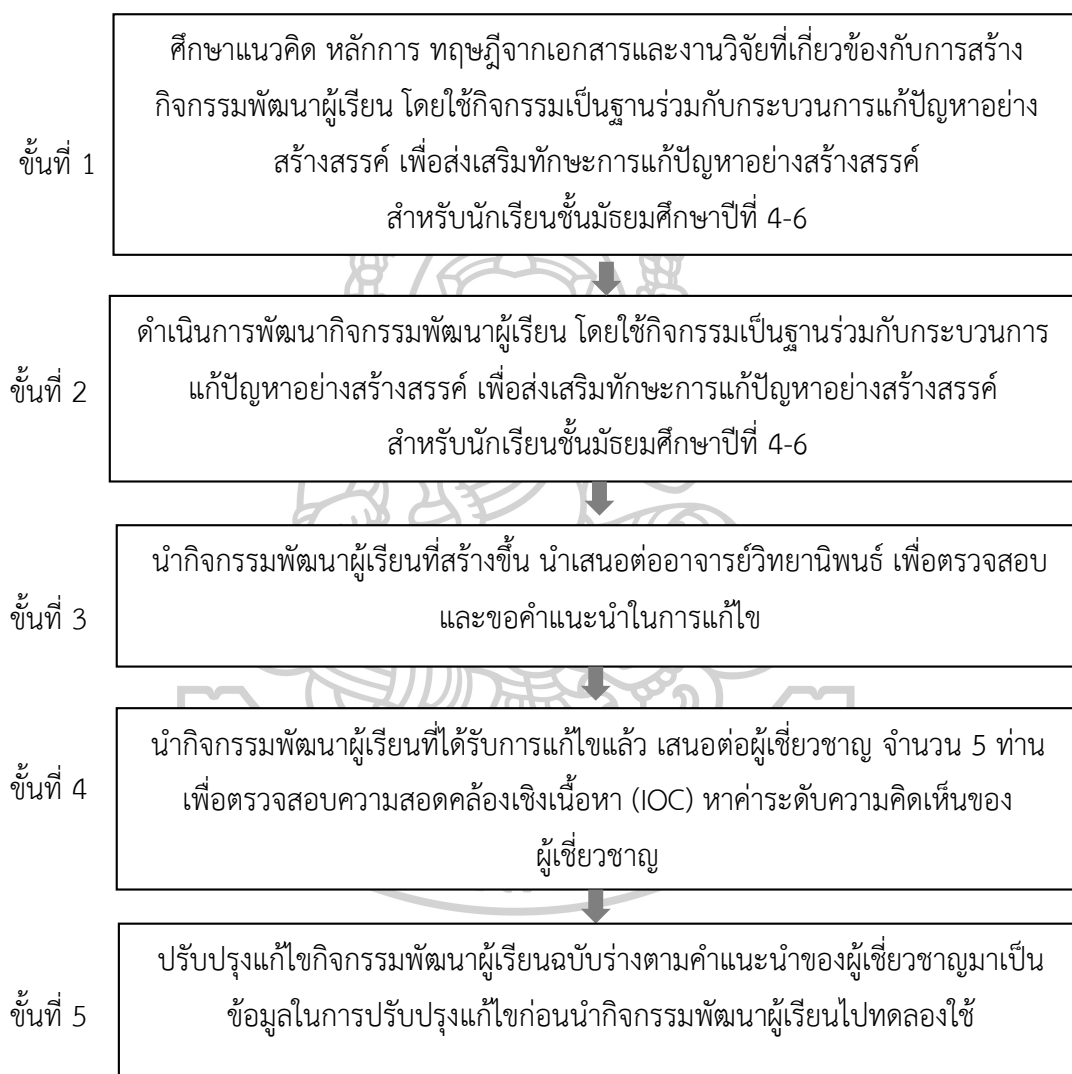 ขั้นที่ 1
ศึกษาแนวคิด หลักการ ทฤษฎีจากเอกสารและงานวิจัยที่เกี่ยวข้องกับการสร้าง
กิจกรรมพัฒนาผู้เรียน โดยใช้กิจกรรมเป็นฐานร่วมกับกระบวนการแก้ปัญหาอย่าง
สร้างสรรค์ เพื่อส่งเสริมทักษะการแก้ปัญหาอย่างสร้างสรรค์
สำหรับนักเรียนชั้นมัธยมศึกษาปีที่ 4-6
ขั้นที่ 2
ดำเนินการพัฒนากิจกรรมพัฒนาผู้เรียน โดยใช้กิจกรรมเป็นฐานร่วมกับกระบวนการ
แก้ปัญหาอย่างสร้างสรรค์ เพื่อส่งเสริมทักษะการแก้ปัญหาอย่างสร้างสรรค์
สำหรับนักเรียนชั้นมัธยมศึกษาปีที่ 4-6
ขั้นที่ 3
นำกิจกรรมพัฒนาผู้เรียนที่สร้างขึ้น นำเสนอต่ออาจารย์วิทยานิพนธ์ เพื่อตรวจสอบ
และขอคำแนะนำในการแก้ไข
ขั้นที่ 4
นำกิจกรรมพัฒนาผู้เรียนที่ได้รับการแก้ไขแล้ว เสนอต่อผู้เชี่ยวชาญ จำนวน 5 ท่าน
เพื่อตรวจสอบความสอดคล้องเชิงเนื้อหา (IOC) หาค่าระดับความคิดเห็นของ
ผู้เชี่ยวชาญ
ขั้นที่ 5
ปรับปรุงแก้ไขกิจกรรมพัฒนาผู้เรียนฉบับร่างตามคำแนะนำของผู้เชี่ยวชาญมาเป็น
ข้อมูลในการปรับปรุงแก้ไขก่อนนำกิจกรรมพัฒนาผู้เรียนไปทดลองใช้